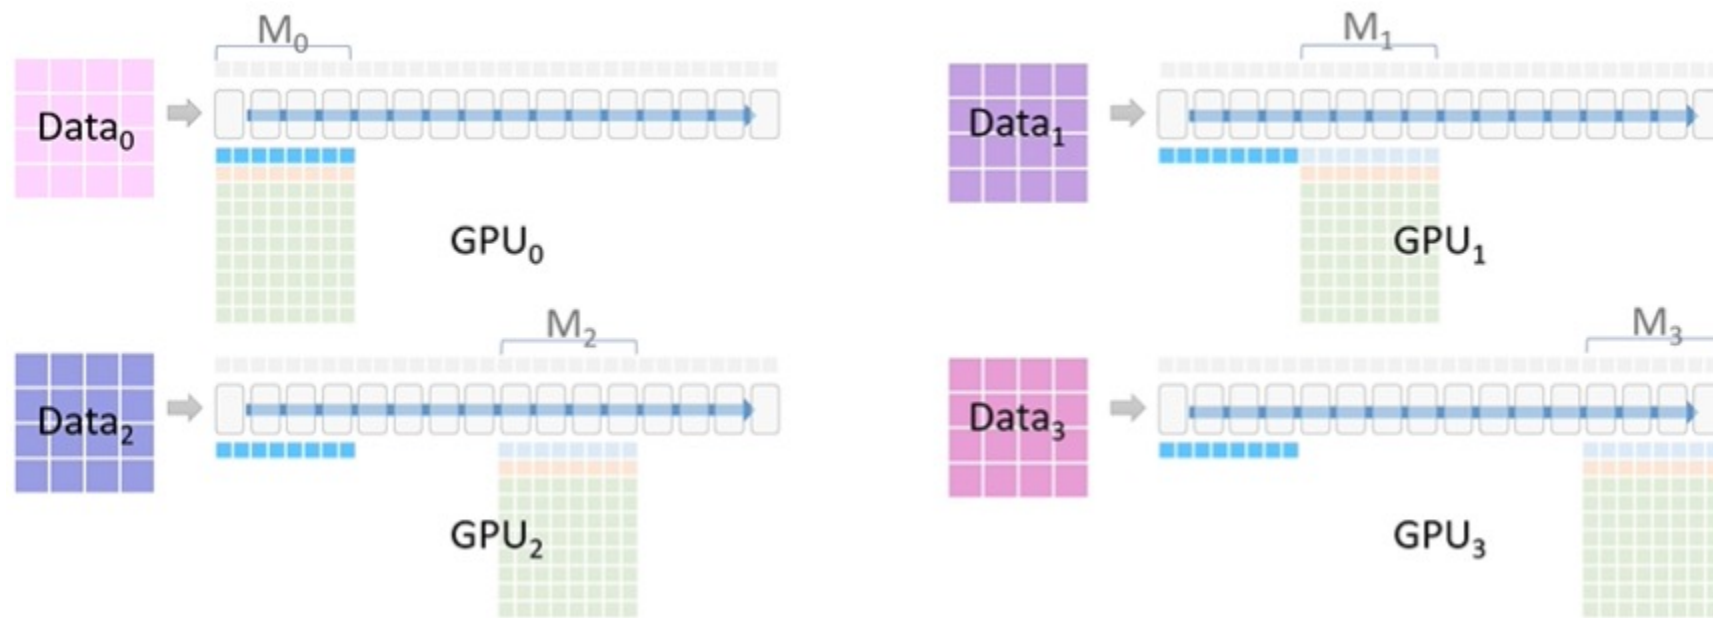 M₀
Data₀
GPU₀
M₁
Data₁
GPU₁
M₂
Data₂
GPU₂
M₃
Data₃
GPU₃